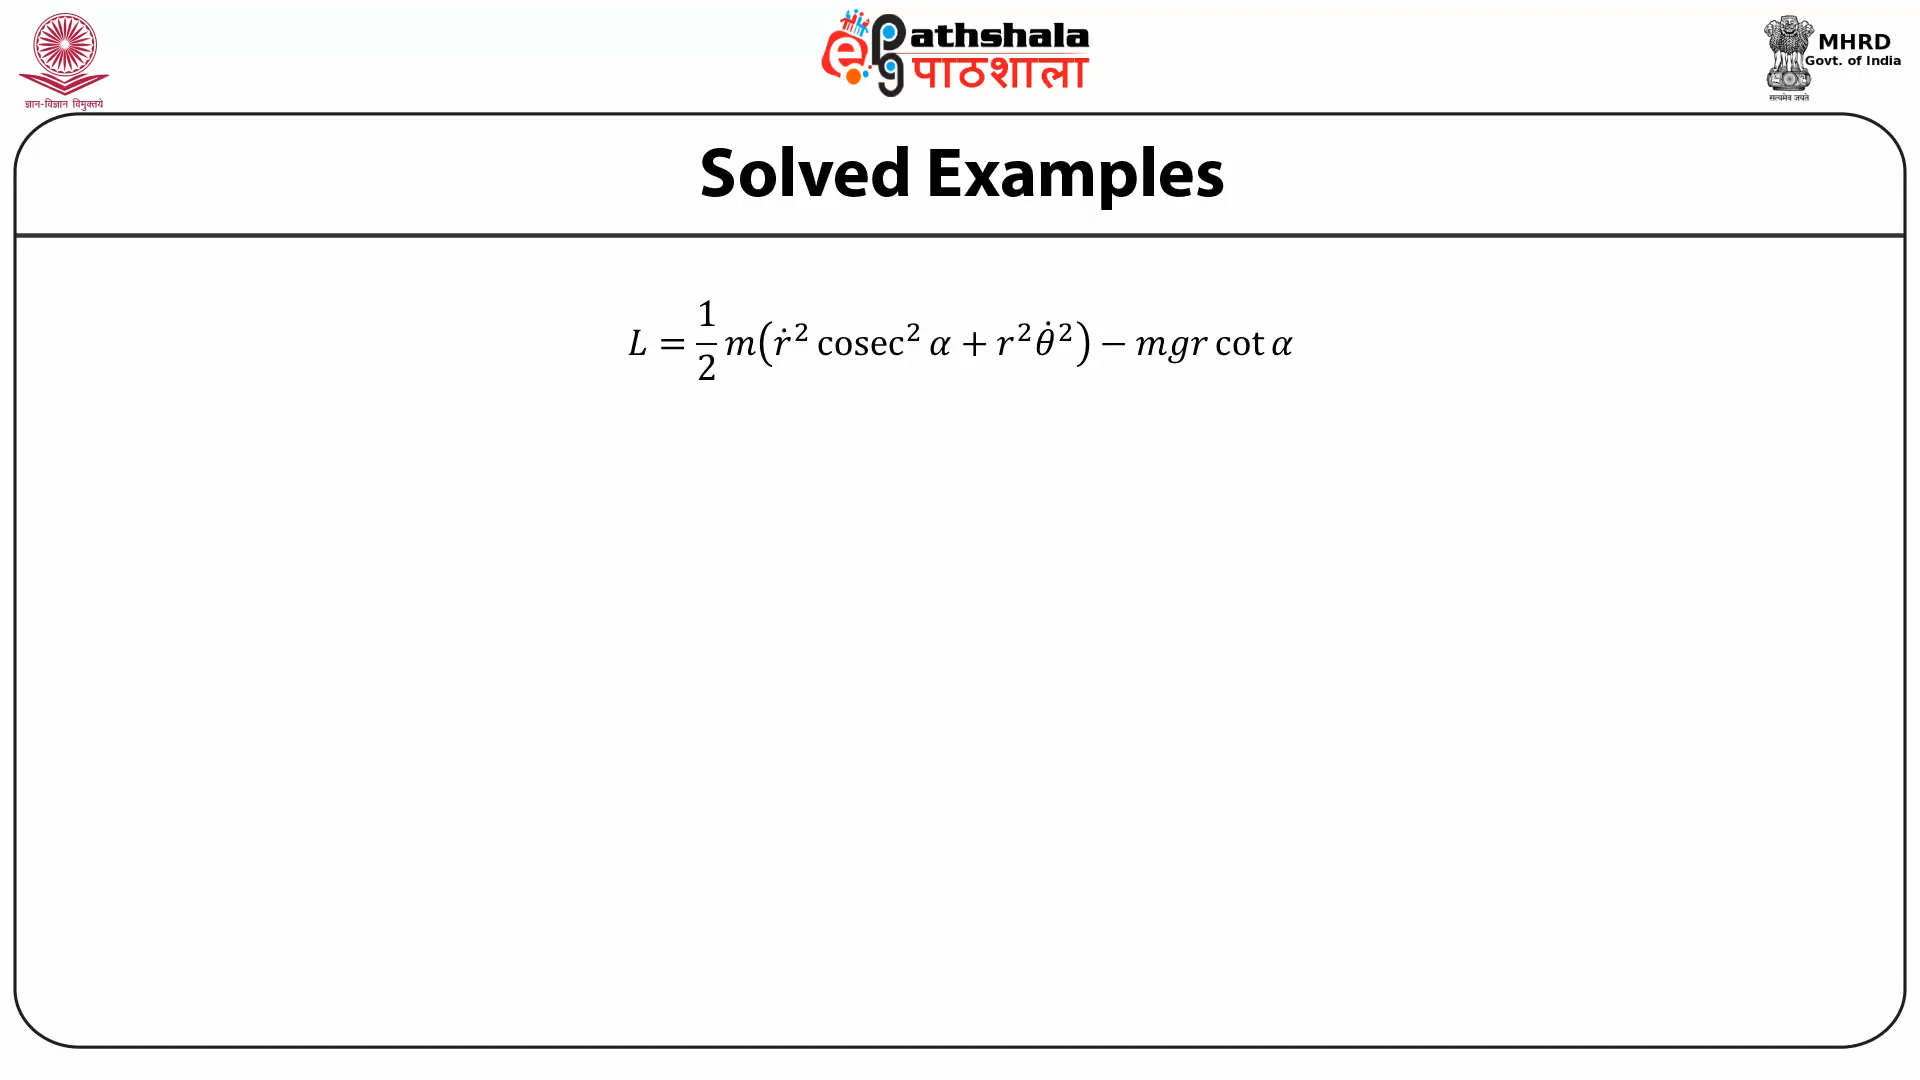 ज्ञान-विज्ञान विमुक्तये
e Pathshala
पाठशाला
MHRD
Govt. of India
सत्यमेव जयते
Solved Examples
L = 1/2 m(ṙ² cosec² α + r²θ̇²) − mgr cot α